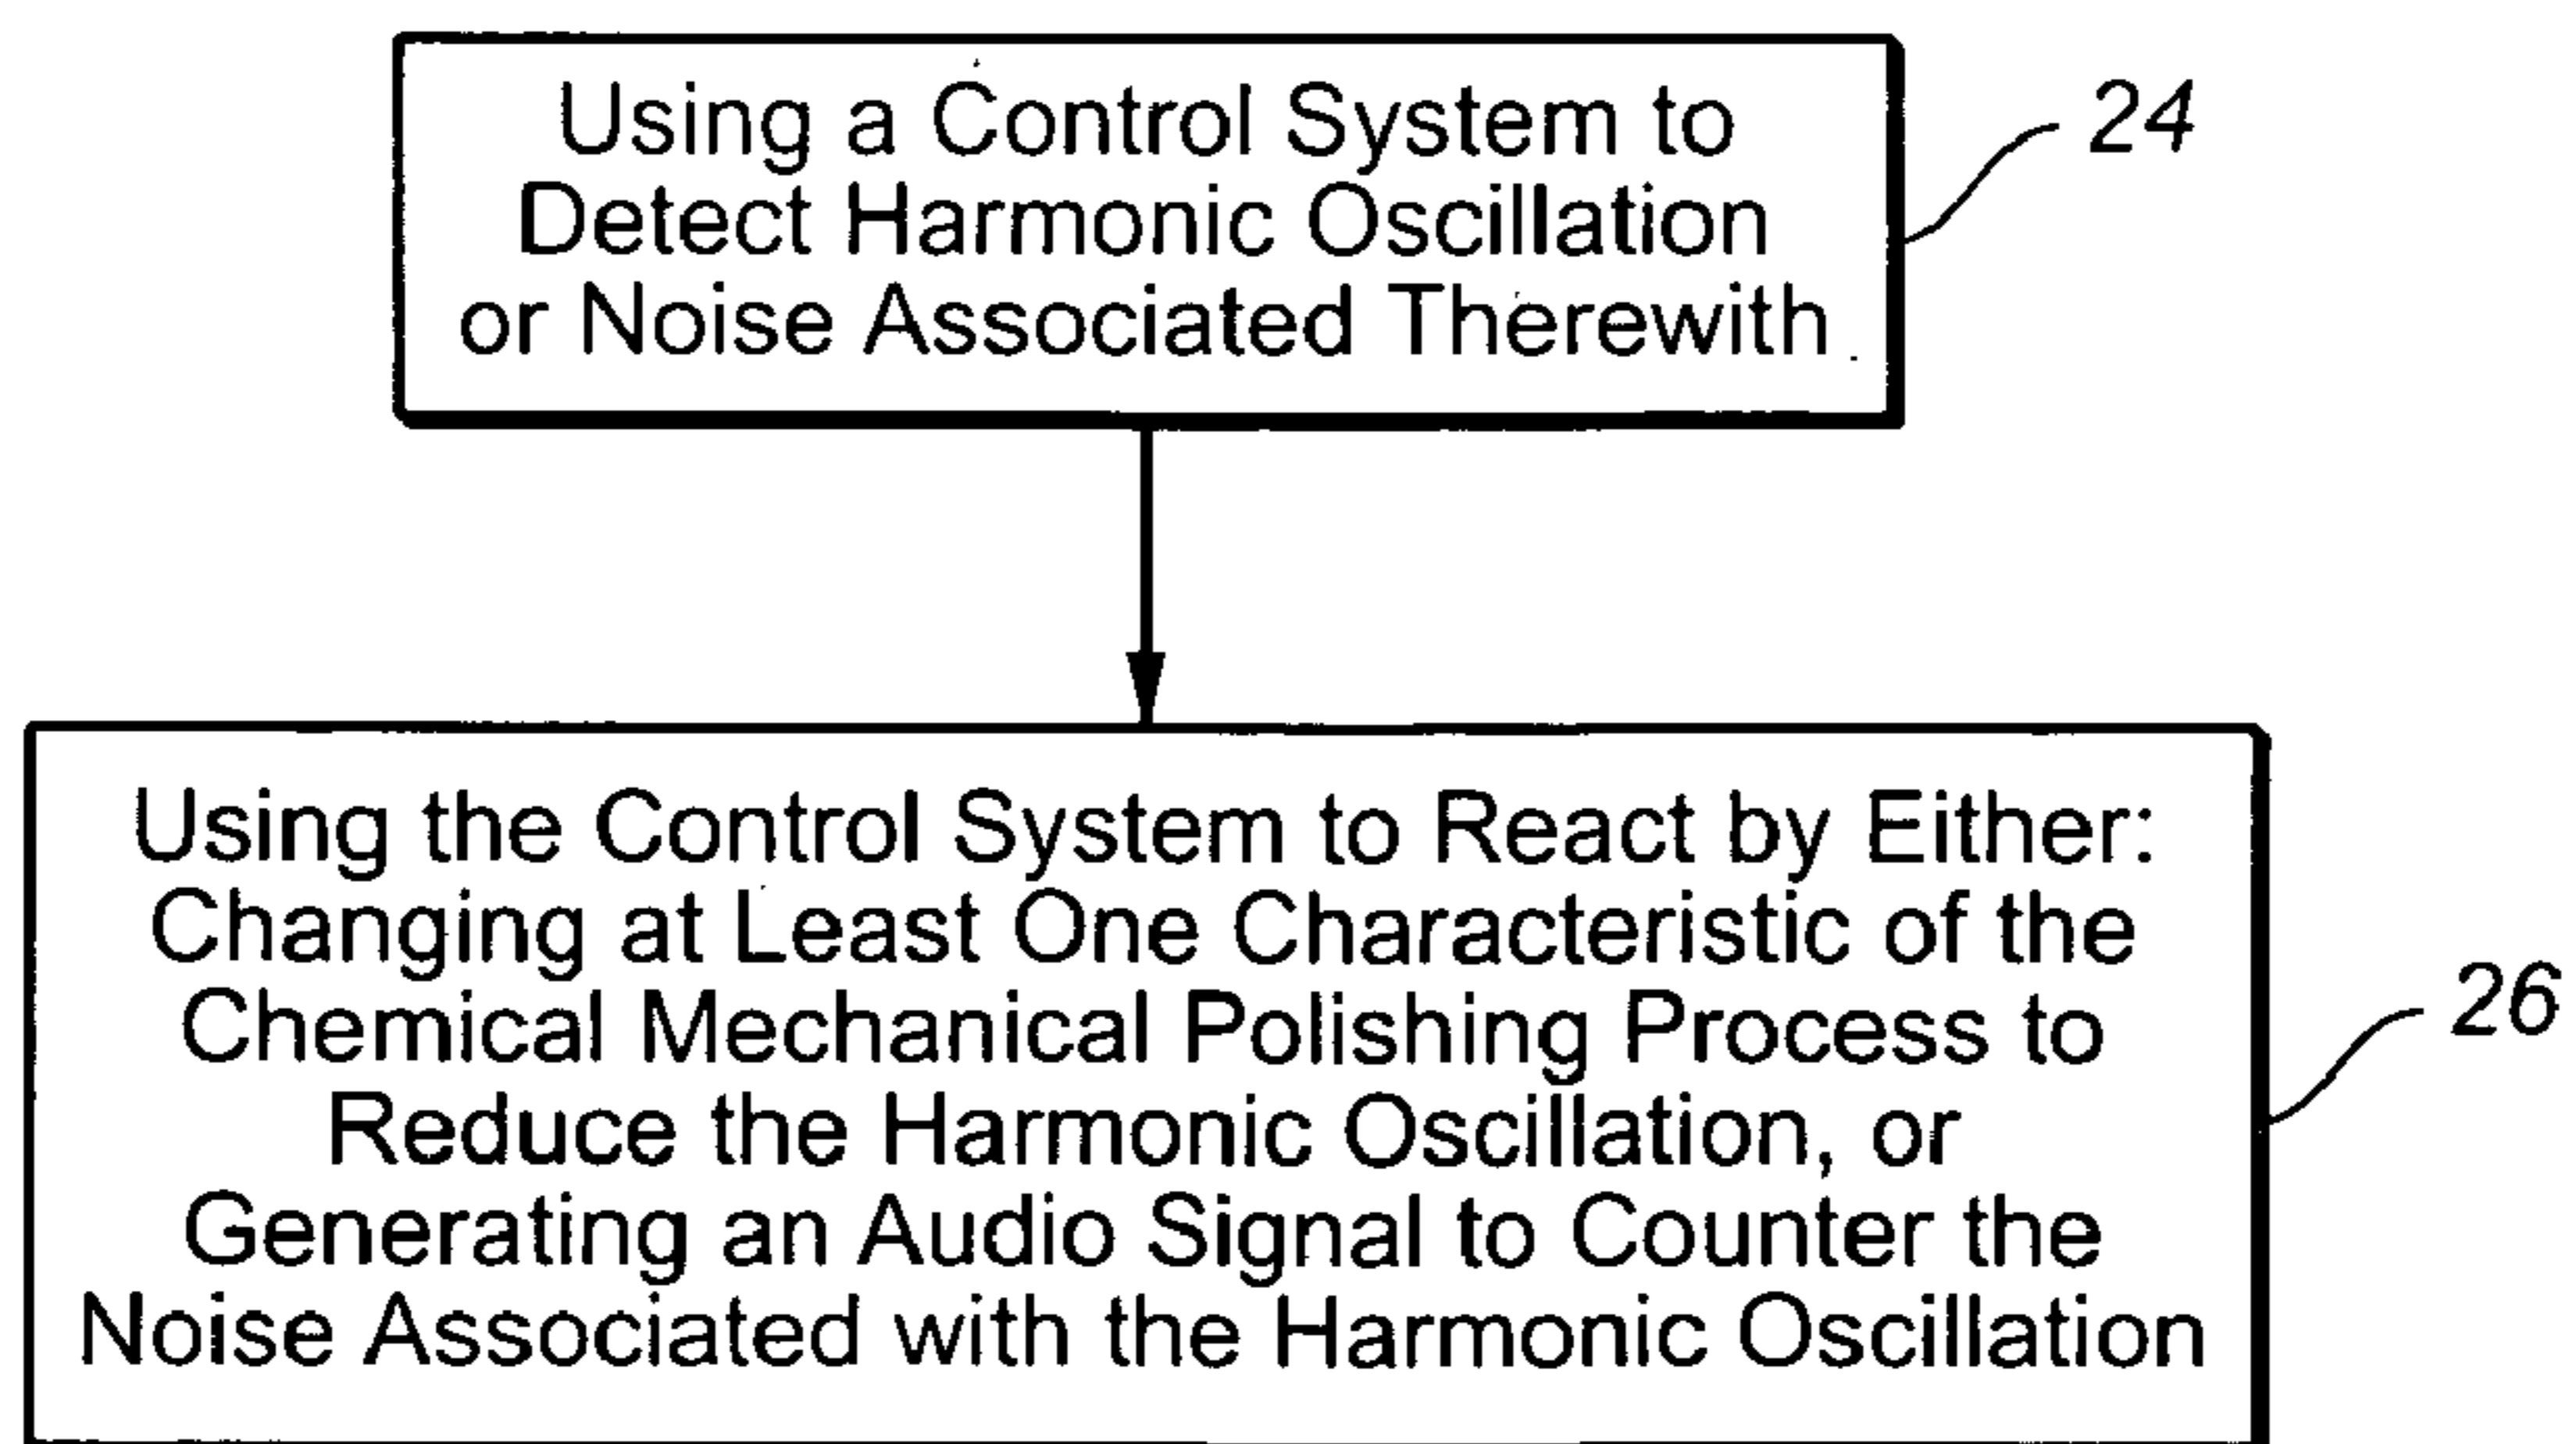 Using a Control System to
Detect Harmonic Oscillation
or Noise Associated Therewith
24
Using the Control System to React by Either:
Changing at Least One Characteristic of the
Chemical Mechanical Polishing Process to
Reduce the Harmonic Oscillation, or
Generating an Audio Signal to Counter the
Noise Associated with the Harmonic Oscillation
26